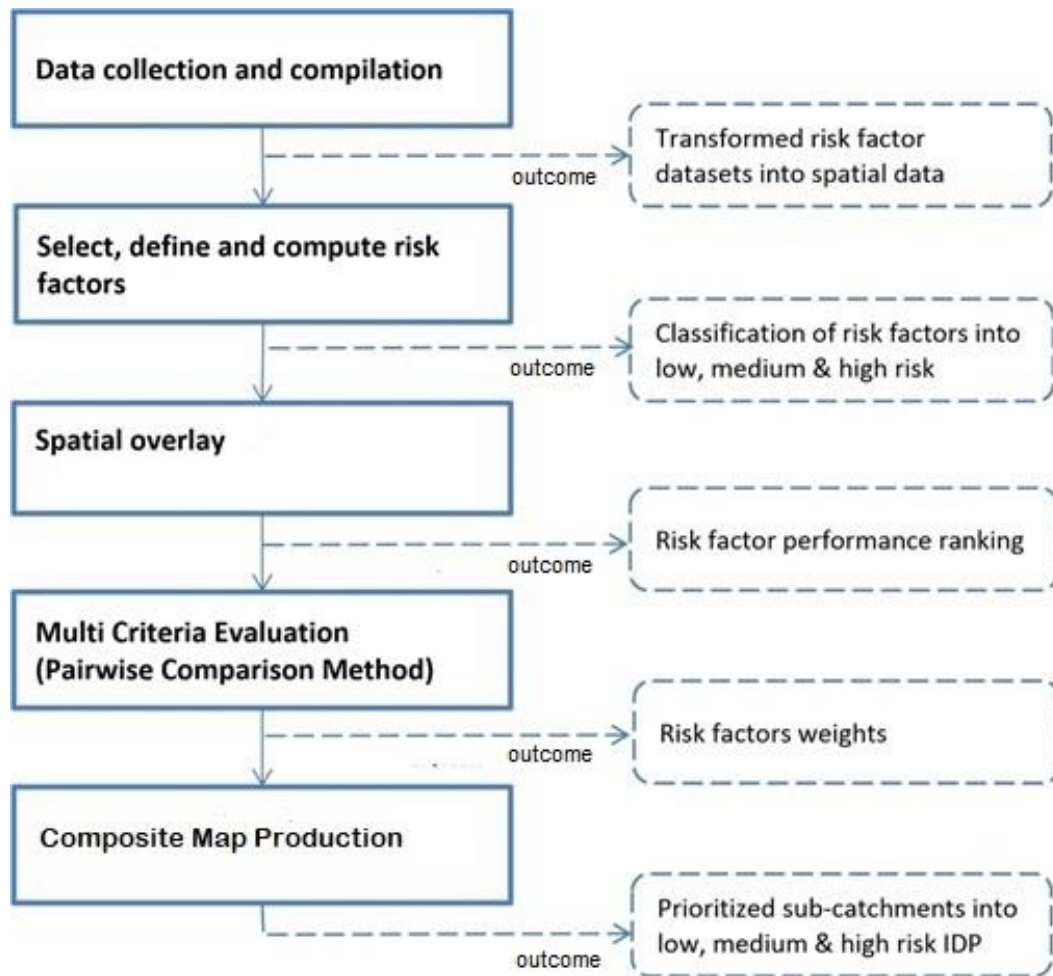 Data collection and compilation
Transformed risk factor
datasets into spatial data
outcome
Select, define and compute risk
factors
Classification of risk factors into
low, medium & high risk
outcome
Spatial overlay
Risk factor performance ranking
outcome
Multi Criteria Evaluation
(Pairwise Comparison Method)
Risk factors weights
outcome
Composite Map Production
Prioritized sub-catchments into
low, medium & high risk IDP
outcome